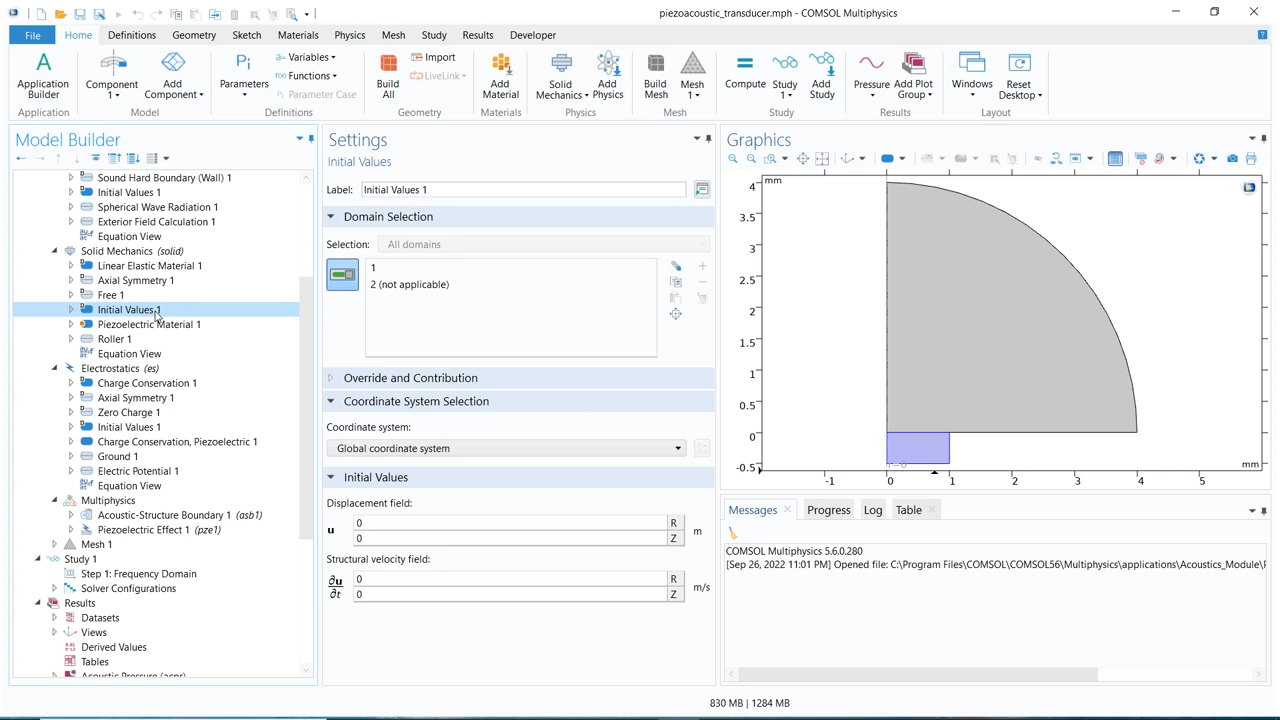 piezoacoustic_transducer.mph - COMSOL Multiphysics
File Home Definitions Geometry Sketch Materials Physics Mesh Study Results Developer
Application Builder
Component 1
Add Component
Pi
Parameters
a= Variables
f(x) Functions
Parameter Case
Build All
Import
LiveLink
Add Material
Solid Mechanics
Add Physics
Build Mesh
Mesh 1
Compute
Study 1
Add Study
Pressure
Add Plot Group
Windows
Reset Desktop
Application Model Definitions Geometry Materials Physics Mesh Study Results Layout
Model Builder
Sound Hard Boundary (Wall) 1
Initial Values 1
Spherical Wave Radiation 1
Exterior Field Calculation 1
Equation View
Solid Mechanics (solid)
Linear Elastic Material 1
Axial Symmetry 1
Free 1
Initial Values 1
Piezoelectric Material 1
Roller 1
Equation View
Electrostatics (es)
Charge Conservation 1
Axial Symmetry 1
Zero Charge 1
Initial Values 1
Charge Conservation, Piezoelectric 1
Ground 1
Electric Potential 1
Equation View
Multiphysics
Acoustic-Structure Boundary 1 (asb1)
Piezoelectric Effect 1 (pze1)
Mesh 1
Study 1
Step 1: Frequency Domain
Solver Configurations
Results
Datasets
Views
Derived Values
Tables
Acoustic Pressure (acpr)
Settings
Initial Values
Label: Initial Values 1
Domain Selection
Selection: All domains
1
2 (not applicable)
Override and Contribution
Coordinate System Selection
Coordinate system:
Global coordinate system
Initial Values
Displacement field:
u 0 R m
0 Z
Structural velocity field:
∂u/∂t 0 R m/s
0 Z
Graphics
mm
4
3.5
3
2.5
2
1.5
1
0.5
0
-0.5
-1 0 1 2 3 4 5
mm
r=0
Messages Progress Log Table
COMSOL Multiphysics 5.6.0.280
[Sep 26, 2022 11:01 PM] Opened file: C:\Program Files\COMSOL\COMSOL56\Multiphysics\applications\Acoustics_Module\
830 MB | 1284 MB